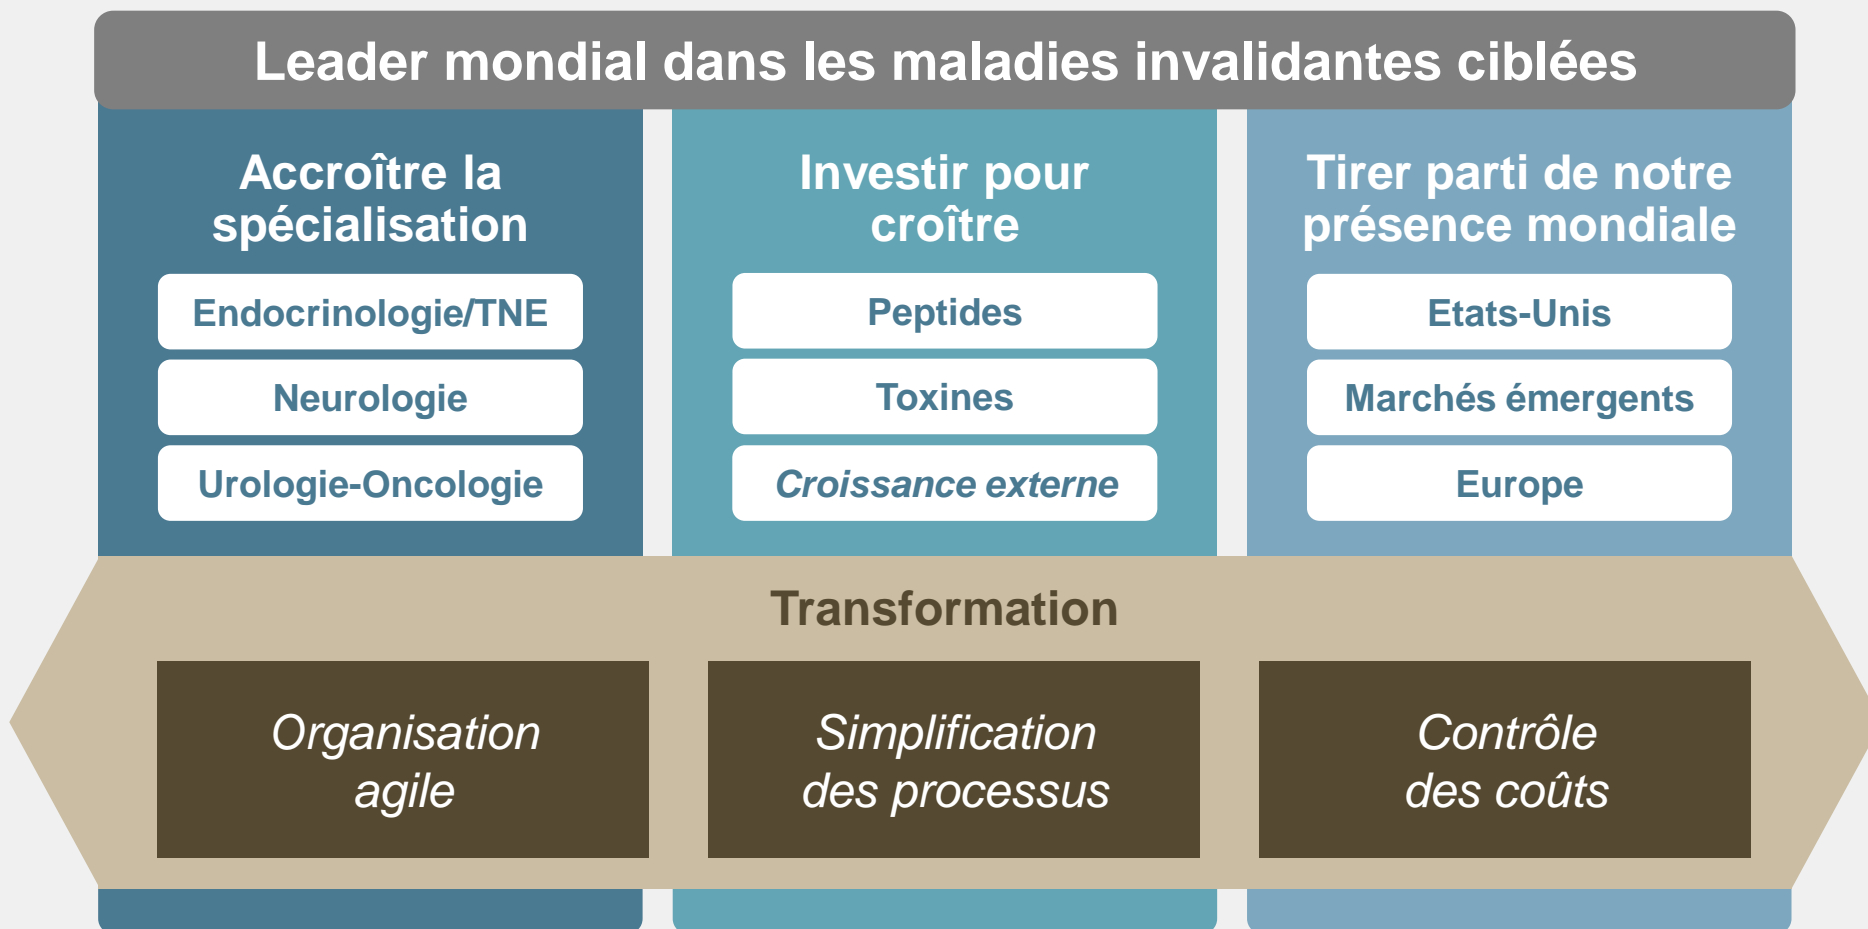 Leader mondial dans les maladies invalidantes ciblées
Accroître la
spécialisation
Endocrinologie/TNE
Neurologie
Urologie-Oncologie
Investir pour
croître
Peptides
Toxines
Croissance externe
Tirer parti de notre
présence mondiale
Etats-Unis
Marchés émergents
Europe
Transformation
Organisation
agile
Simplification
des processus
Contrôle
des coûts